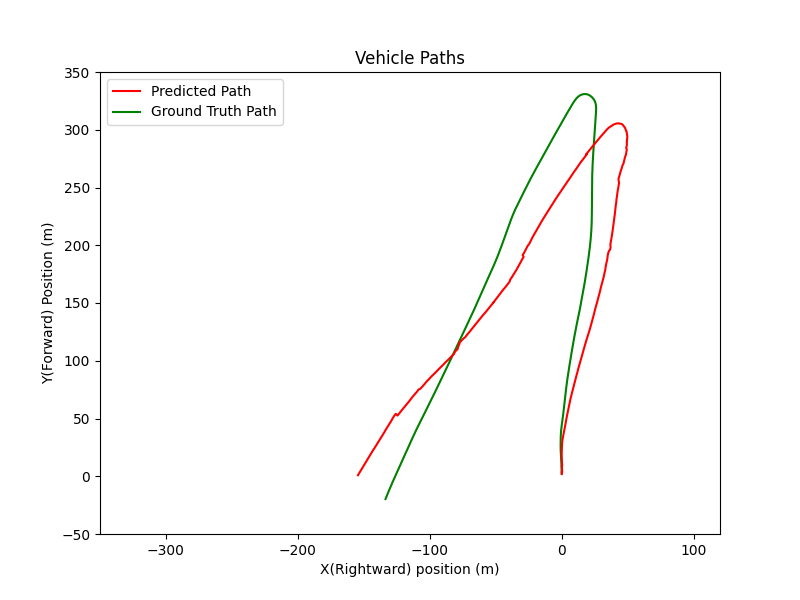 Vehicle Paths
Predicted Path
Ground Truth Path
350
300
250
200
150
100
50
0
−50
Y(Forward) Position (m)
−300
−200
−100
0
100
X(Rightward) position (m)